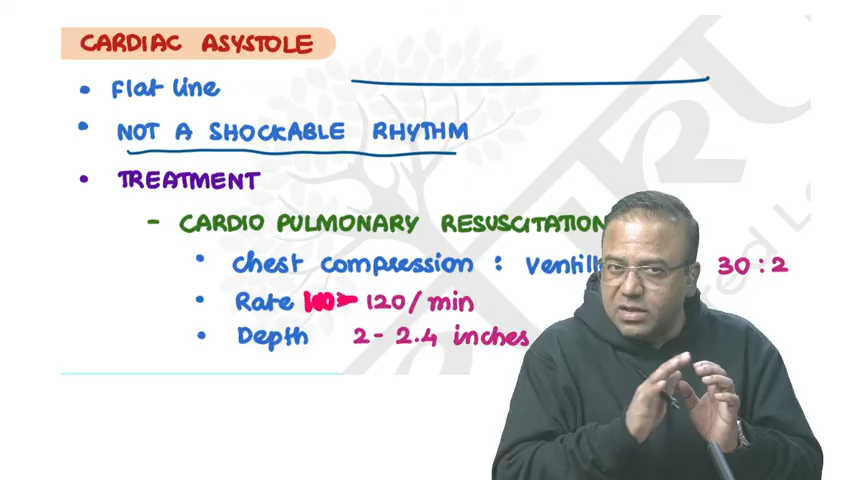 CARDIAC ASYSTOLE
• Flat line
• NOT A SHOCKABLE RHYTHM
• TREATMENT
- CARDIO PULMONARY RESUSCITATION
• Chest compression : 30 : 2
• Rate 100 - 120 / min
• Depth 2 - 2.4 inches